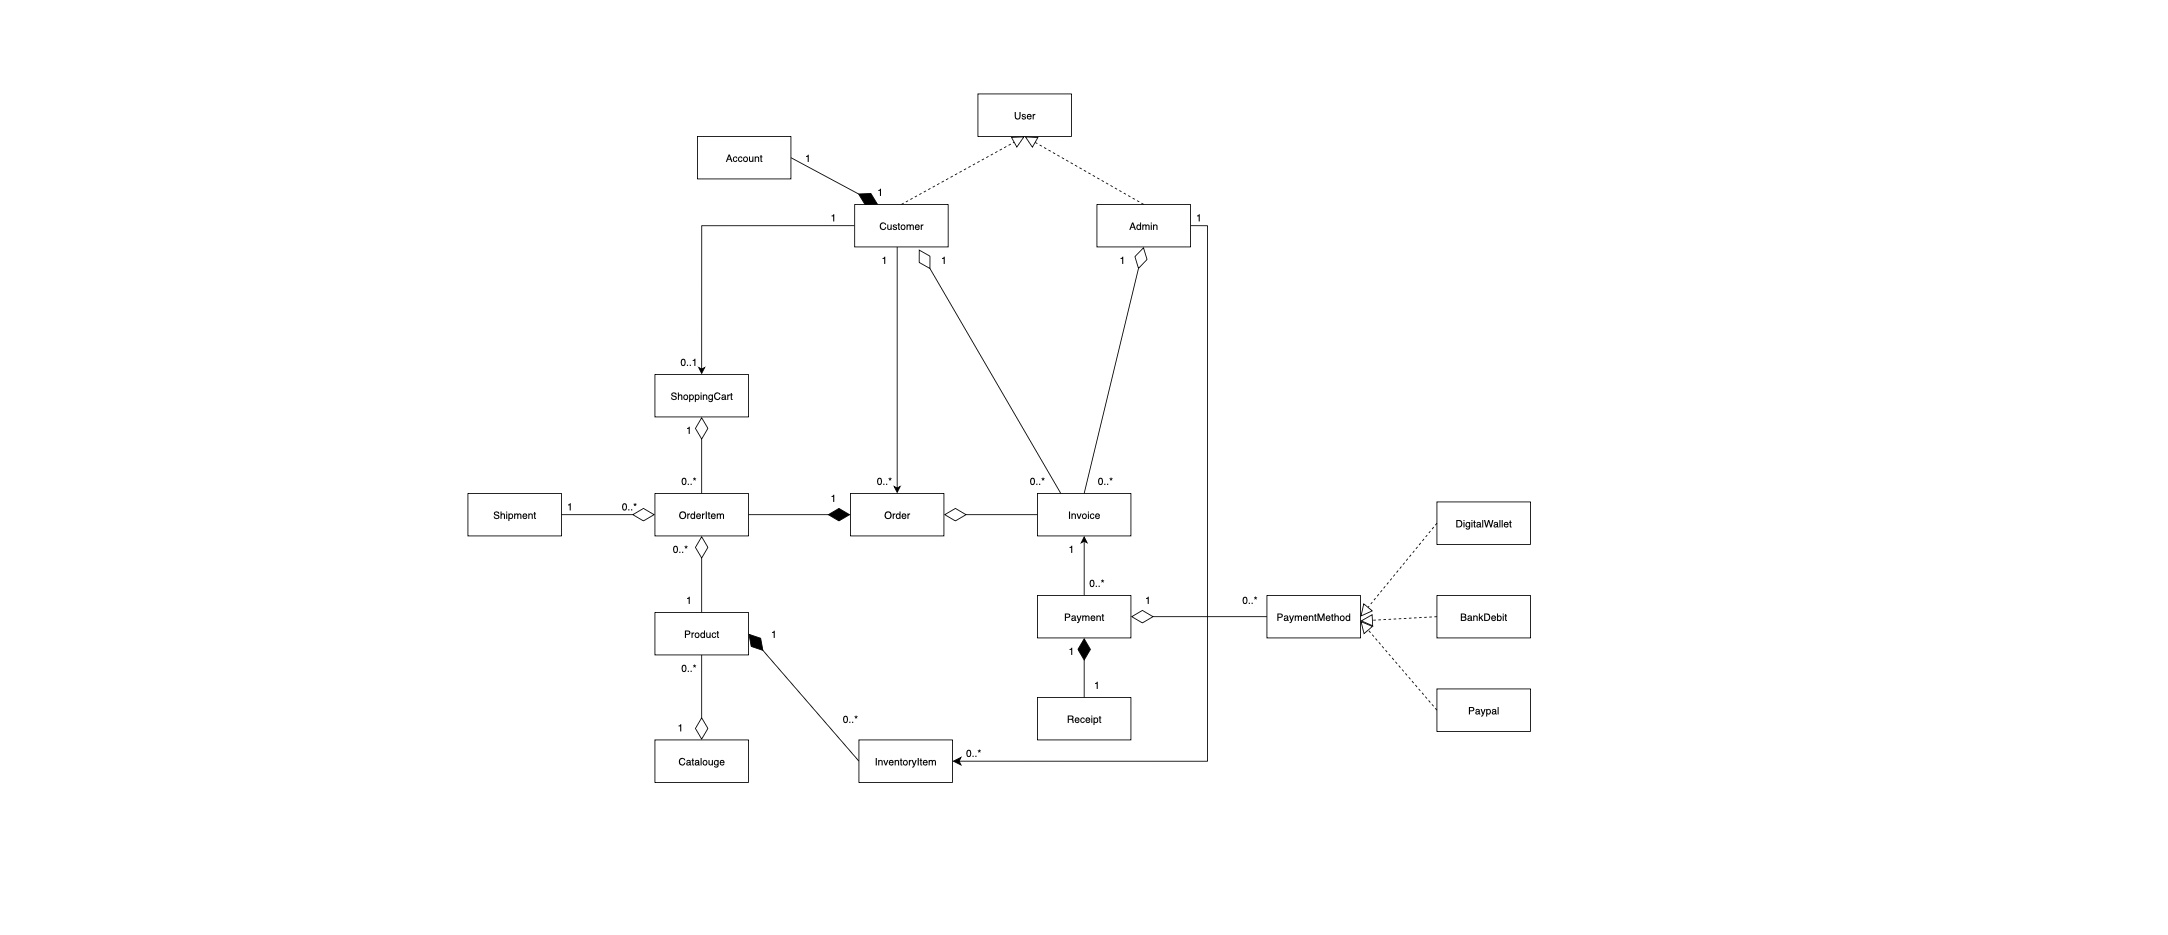 User
Account
1
1
Customer
1
Admin
1
1
1
1
0..1
ShoppingCart
1
0..*
0..*
0..*
0..*
Shipment
1
0..*
OrderItem
1
Order
Invoice
DigitalWallet
0..*
1
0..*
1
1
0..*
Product
1
Payment
PaymentMethod
BankDebit
1
0..*
1
Receipt
Paypal
0..*
1
Catalouge
InventoryItem
0..*